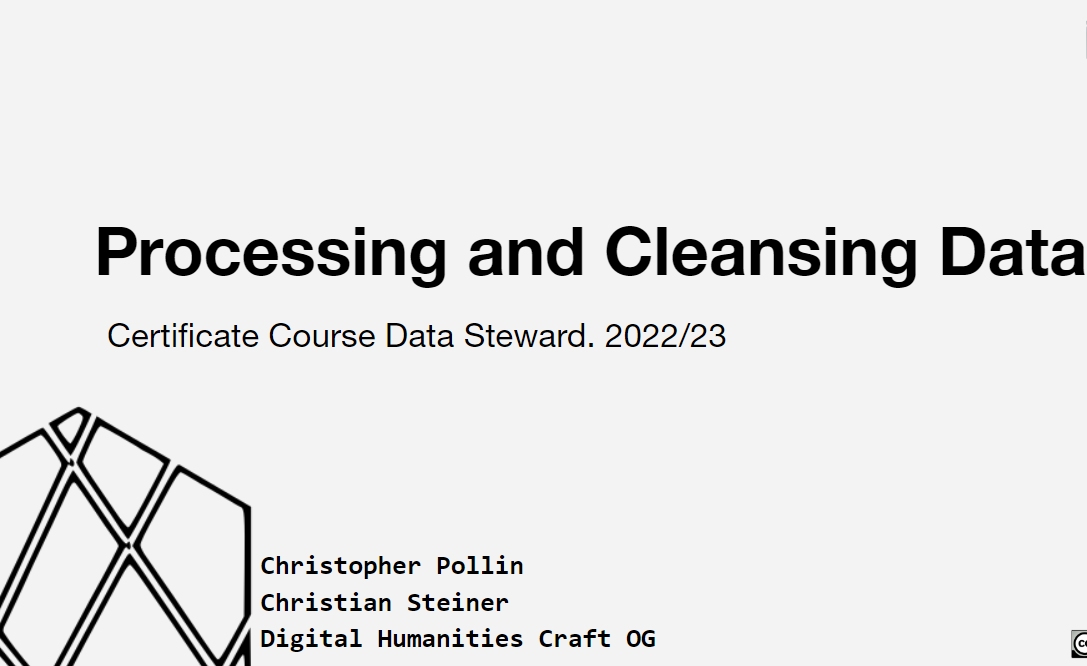 Processing and Cleansing Data
Certificate Course Data Steward. 2022/23
Christopher Pollin
Christian Steiner
Digital Humanities Craft OG